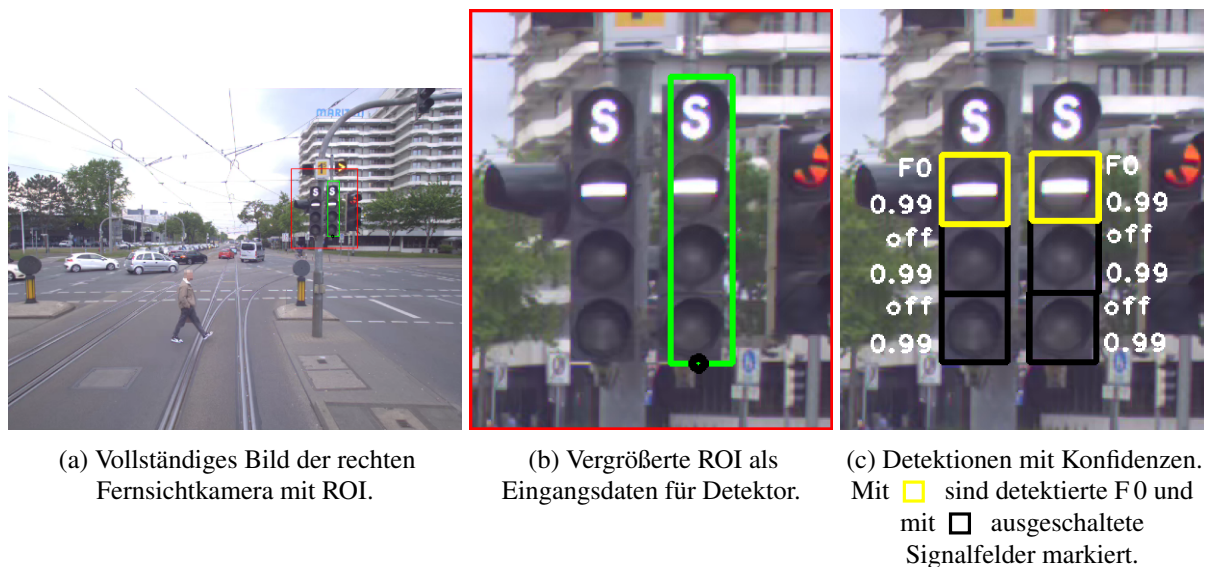 MARITIM
S S
S
S
S
S
F0
F0
0.99
0.99
off
off
0.99
0.99
off
off
0.99
0.99
(a) Vollständiges Bild der rechten
Fernsichtkamera mit ROI.
(b) Vergrößerte ROI als
Eingangsdaten für Detektor.
(c) Detektionen mit Konfidenzen.
Mit sind detektierte F 0 und
mit ausgeschaltete
Signalfelder markiert.